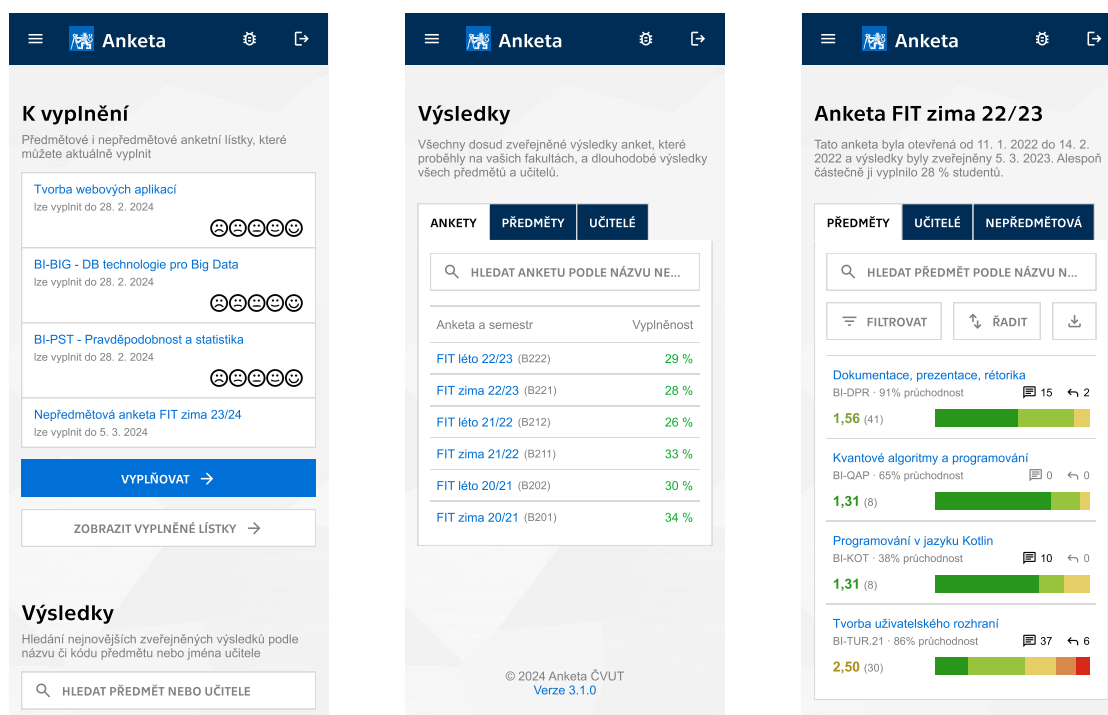 Anketa
K vyplnění
Předmětové i nepředmětové anketní lístky, které
můžete aktuálně vyplnit
Tvorba webových aplikací
lze vyplnit do 28. 2. 2024
BI-BIG - DB technologie pro Big Data
lze vyplnit do 28. 2. 2024
BI-PST - Pravděpodobnost a statistika
lze vyplnit do 28. 2. 2024
Nepředmětová anketa FIT zima 23/24
lze vyplnit do 5. 3. 2024
VYPLŇOVAT
ZOBRAZIT VYPLNĚNÉ LÍSTKY
Výsledky
Hledání nejnovějších zveřejněných výsledků podle
názvu či kódu předmětu nebo jména učitele
HLEDAT PŘEDMĚT NEBO UČITELE
Anketa
Výsledky
Všechny dosud zveřejněné výsledky anket, které
proběhly na vašich fakultách, a dlouhodobé výsledky
všech předmětů a učitelů.
ANKETY PŘEDMĚTY UČITELÉ
HLEDAT ANKETU PODLE NÁZVU NE...
Anketa a semestr Vyplněnost
FIT léto 22/23 (B222) 29 %
FIT zima 22/23 (B221) 28 %
FIT léto 21/22 (B212) 26 %
FIT zima 21/22 (B211) 33 %
FIT léto 20/21 (B202) 30 %
FIT zima 20/21 (B201) 34 %
© 2024 Anketa ČVUT
Verze 3.1.0
Anketa
Anketa FIT zima 22/23
Tato anketa byla otevřená od 11. 1. 2022 do 14. 2.
2022 a výsledky byly zveřejněny 5. 3. 2023. Alespoň
částečně ji vyplnilo 28 % studentů.
PŘEDMĚTY UČITELÉ NEPŘEDMĚTOVÁ
HLEDAT PŘEDMĚT PODLE NÁZVU N...
FILTROVAT ŘADIT
Dokumentace, prezentace, rétorika
BI-DPR · 91% průchodnost 15 2
1,56 (41)
Kvantové algoritmy a programování
BI-QAP · 65% průchodnost 0 0
1,31 (8)
Programování v jazyku Kotlin
BI-KOT · 38% průchodnost 10 0
1,31 (8)
Tvorba uživatelského rozhraní
BI-TUR.21 · 86% průchodnost 37 6
2,50 (30)